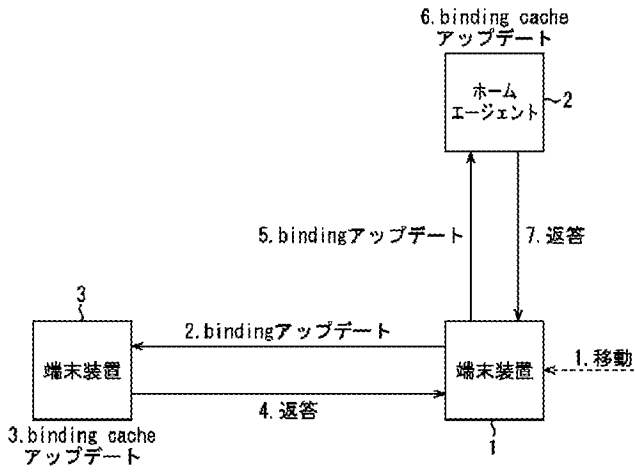 6.binding cache
アップデート
ホーム
エージェント
2
5.bindingアップデート
7.返答
3
2.bindingアップデート
端末装置
端末装置
1.移動
4.返答
3.binding cache
アップデート
1